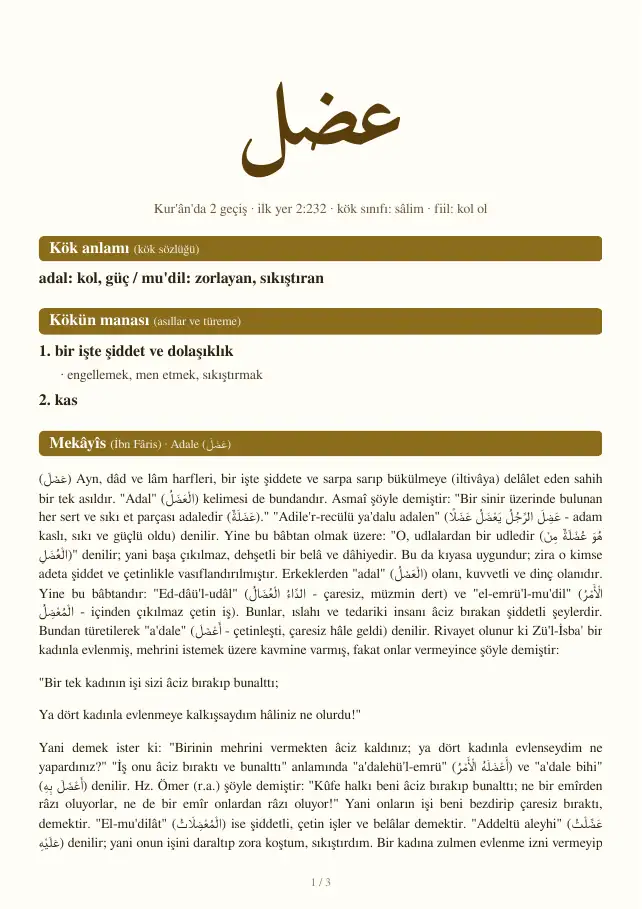 عضل
Kur'ân'da 2 geçiş · ilk yer 2:232 · kök sınıfı: sâlim · fiil: kol ol
Kök anlamı (kök sözlüğü)
adal: kol, güç / mu'dil: zorlayan, sıkıştıran
Kökün manası (asıllar ve türeme)
1. bir işte şiddet ve dolaşıklık
· engellemek, men etmek, sıkıştırmak
2. kas
Mekâyîs (İbn Fâris) · Adale (عَضَلَ)
(عَضَلَ) Ayn, dâd ve lâm harfleri, bir işte şiddete ve sarpa sarıp bükülmeye (iltivâya) delâlet eden sahih
bir tek asıldır. "Adal" (الْعَضَلُ) kelimesi de bundandır. Asmaî şöyle demiştir: "Bir sinir üzerinde bulunan
her sert ve sıkı et parçası adaledir (عَضَلَةٌ)." "Adile'r-recülü ya'dalu adalen" (عَضِلَ الرَّجُلُ يَعْضَلُ عَضَلًا - adam
kaslı, sıkı ve güçlü oldu) denilir. Yine bu bâbtan olmak üzere: "O, udlalardan bir udledir (هُوَ عُضْلَةٌ مِنَ
الْعُضَلِ)" denilir; yani başa çıkılmaz, dehşetli bir belâ ve dâhiyedir. Bu da kıyasa uygundur; zira o kimse
adeta şiddet ve çetinlikle vasıflandırılmıştır. Erkeklerden "adal" (الْعَضَلُ) olanı, kuvvetli ve dinç olanıdır.
Yine bu bâbtandır: "Ed-dâü'l-udâl" (الدَّاءُ الْعُضَالُ - çaresiz, müzmin dert) ve "el-emrü'l-mu'dil" (الْأَمْرُ
الْمُعْضِلُ - içinden çıkılmaz çetin iş). Bunlar, ıslahı ve tedariki insanı âciz bırakan şiddetli şeylerdir.
Bundan türetilerek "a'dale" (أَعْضَلَ - çetinleşti, çaresiz hâle geldi) denilir. Rivayet olunur ki Zü'l-İsba' bir
kadınla evlenmiş, mehrini istemek üzere kavmine varmış, fakat onlar vermeyince şöyle demiştir:
"Bir tek kadının işi sizi âciz bırakıp bunalttı;
Ya dört kadınla evlenmeye kalkışsaydım hâliniz ne olurdu!"
Yani demek ister ki: "Birinin mehrini vermekten âciz kaldınız; ya dört kadınla evlenseydim ne
yapardınız?" "İş onu âciz bıraktı ve bunalttı" anlamında "a'dalehü'l-emrü" (أَعْضَلَهُ الْأَمْرُ) ve "a'dale bihi"
(أَعْضَلَ بِهِ) denilir. Hz. Ömer (r.a.) şöyle demiştir: "Kûfe halkı beni âciz bırakıp bunalttı; ne bir emîrden
râzı oluyorlar, ne de bir emîr onlardan râzı oluyor!" Yani onların işi beni bezdirip çaresiz bıraktı,
demektir. "El-mu'dilât" (الْمُعْضِلَاتُ) ise şiddetli, çetin işler ve belâlar demektir. "Addeltü aleyhi" (عَضَّلْتُ
عَلَيْهِ) denilir; yani onun işini daraltıp zora koştum, sıkıştırdım. Bir kadına zulmen evlenme izni vermeyip
1 / 3